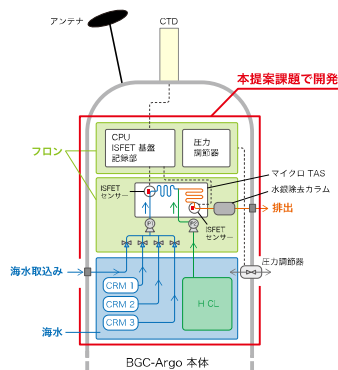 アンテナ
CTD
本提案課題で開発
CPU
ISFET 基盤
記録部
圧力
調節器
フロン
ISFET
センサー
マイクロ TAS
水銀除去カラム
排出
P1
P2
ISFET
センサー
海水取込み
圧力調節器
CRM 1
CRM 2
CRM 3
H CL
海水
BGC-Argo 本体